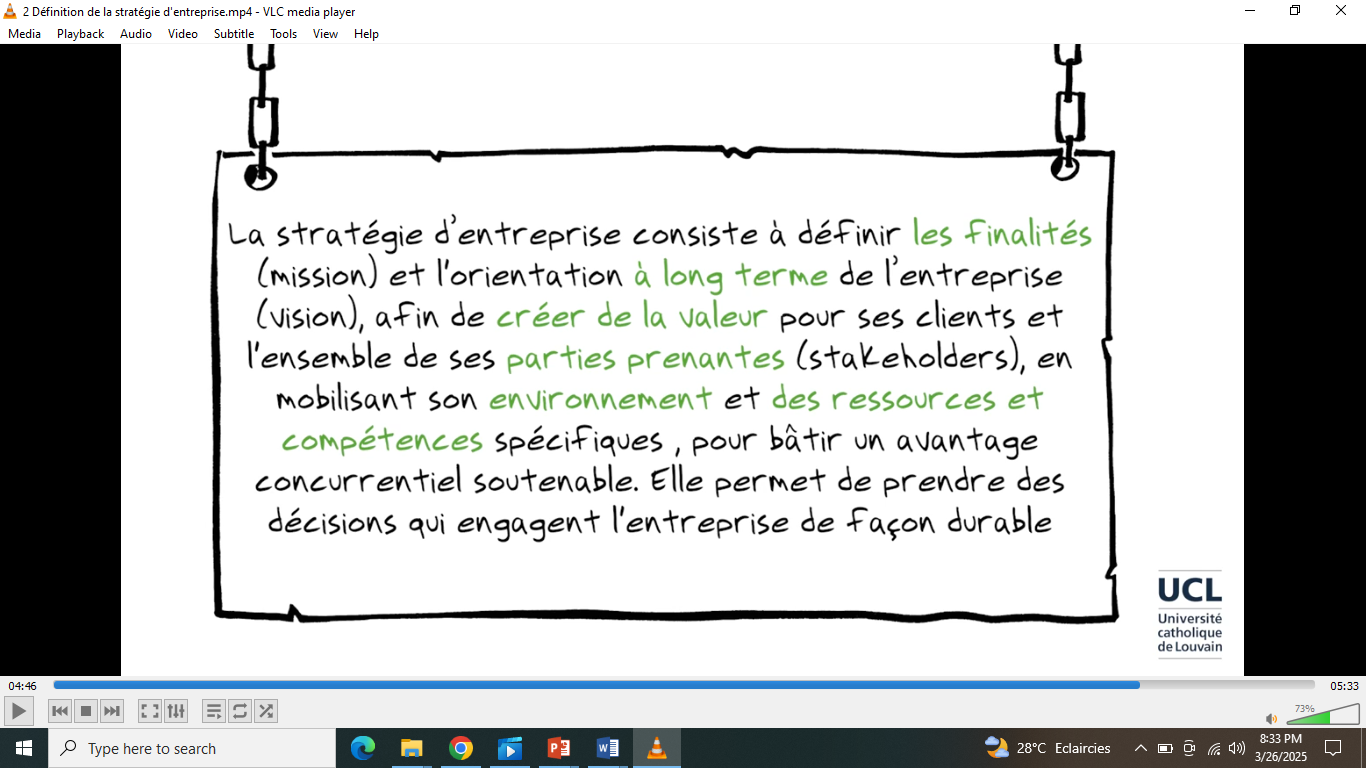 2 Définition de la stratégie d'entreprise.mp4 - VLC media player
Media Playback Audio Video Subtitle Tools View Help
La stratégie d'entreprise consiste à définir les finalités
(mission) et l'orientation à long terme de l'entreprise
(vision), afin de créer de la valeur pour ses clients et
l'ensemble de ses parties prenantes (stakeholders), en
mobilisant son environnement et des ressources et
compétences spécifiques , pour bâtir un avantage
concurrentiel soutenable. Elle permet de prendre des
décisions qui engagent l'entreprise de façon durable
UCL
Université
catholique
de Louvain
04:46 05:33
73%
Type here to search
28°C Eclaircies
8:33 PM
3/26/2025